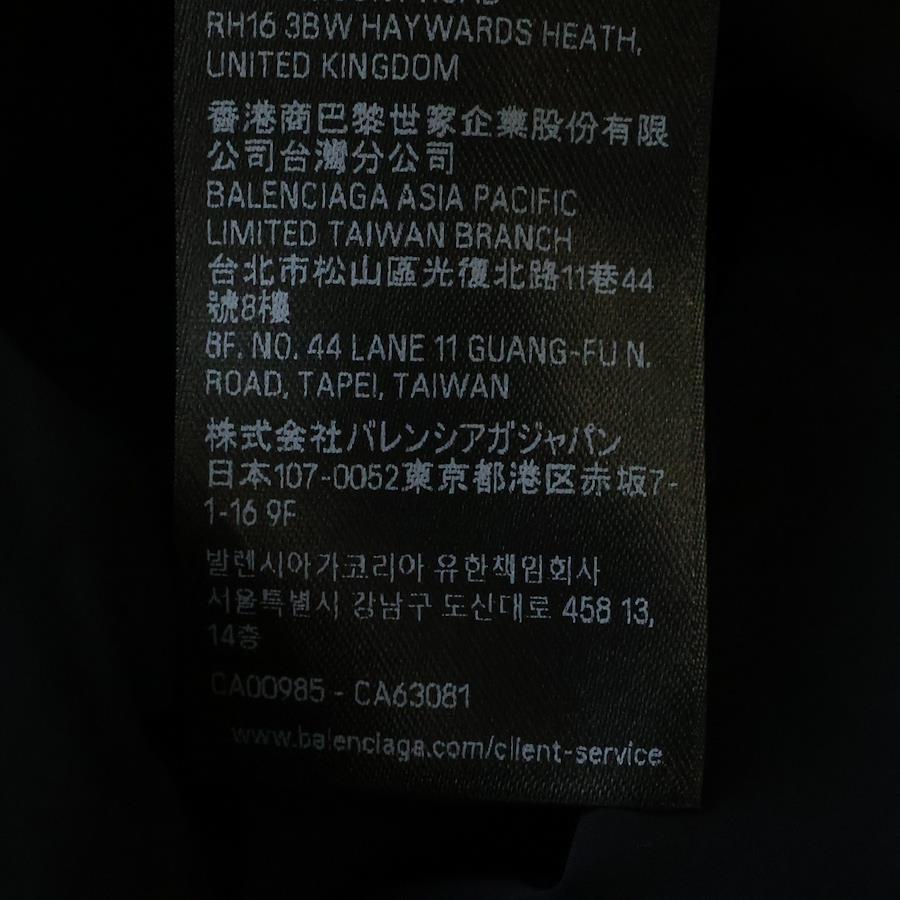 ROAD
RH16 3BW HAYWARDS HEATH,
UNITED KINGDOM
香港商巴黎世家企業股份有限
公司台灣分公司
BALENCIAGA ASIA PACIFIC
LIMITED TAIWAN BRANCH
台北市松山區光復北路11巷44
號8樓
8F. NO. 44 LANE 11 GUANG-FU N.
ROAD, TAPEI, TAIWAN
株式会社バレンシアガジャパン
日本107-0052東京都港区赤坂7-
1-16 9F
발렌시아가코리아 유한책임회사
서울특별시 강남구 도산대로 458 13,
14층
CA00985 - CA63081
www.balenciaga.com/client-service